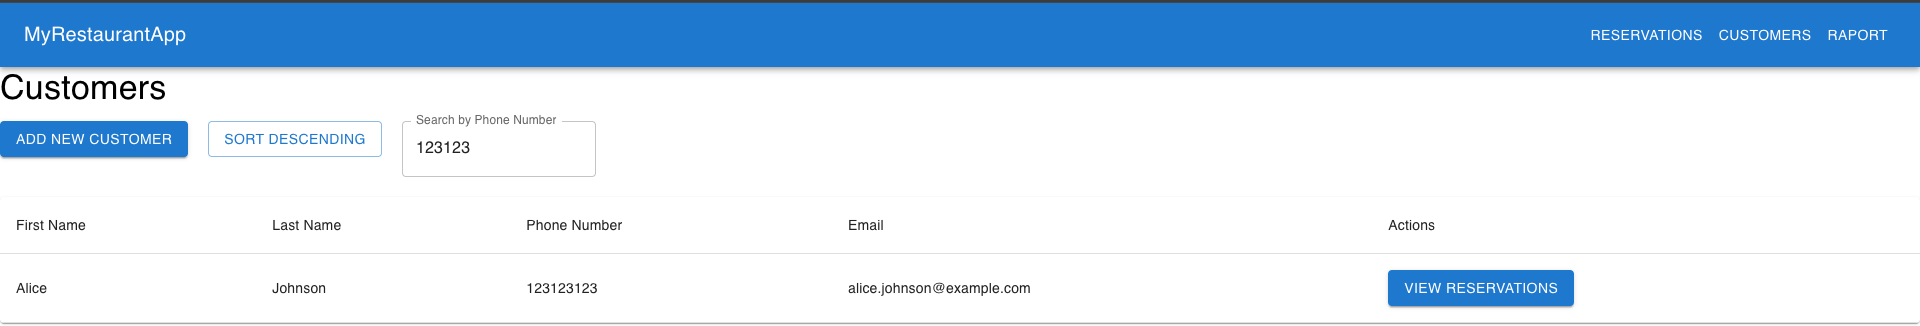 MyRestaurantApp RESERVATIONS CUSTOMERS RAPORT
Customers
ADD NEW CUSTOMER SORT DESCENDING Search by Phone Number
123123
First Name Last Name Phone Number Email Actions
Alice Johnson 123123123 alice.johnson@example.com VIEW RESERVATIONS